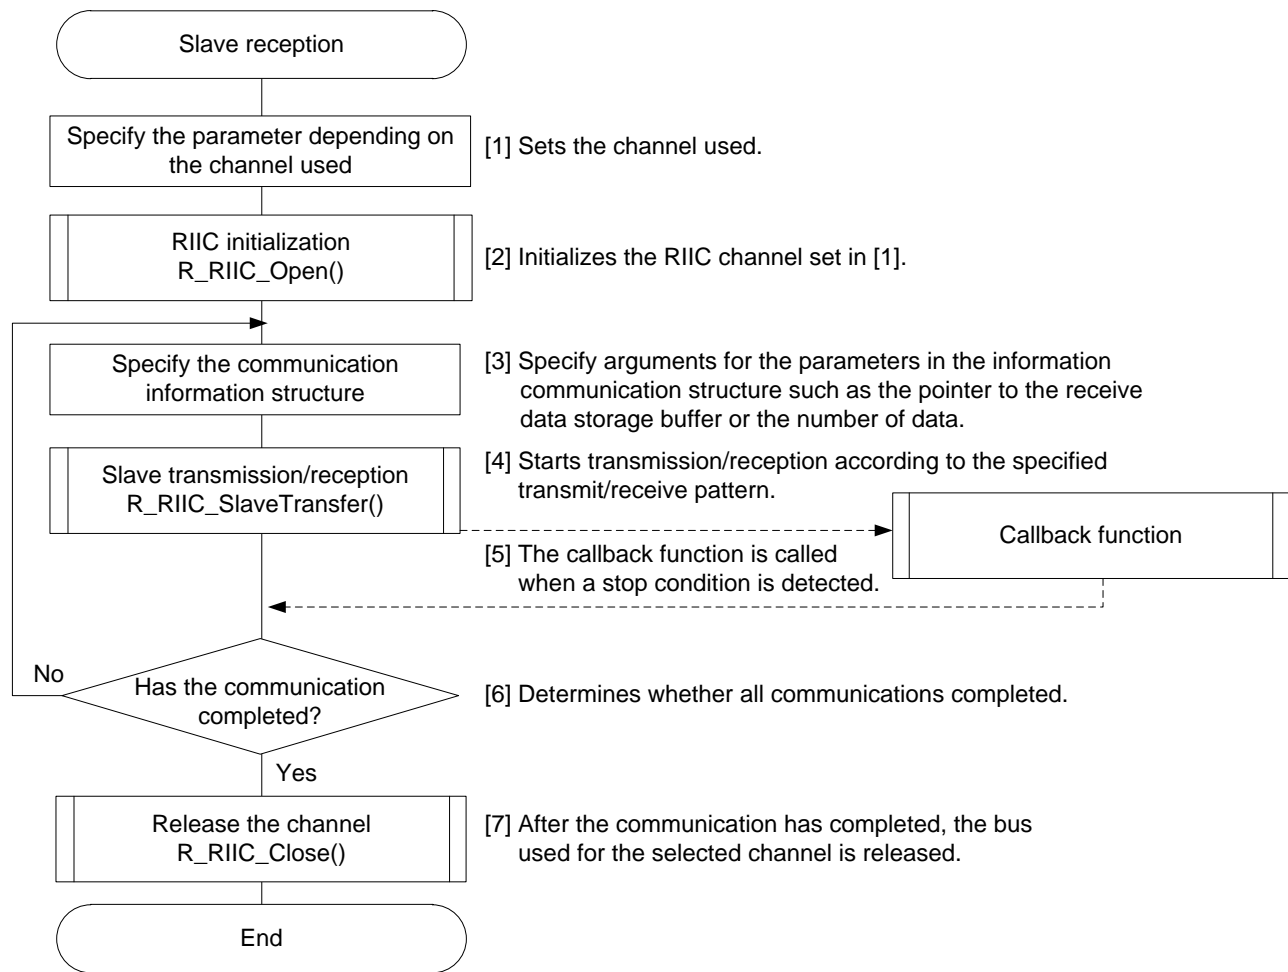 Slave reception
Specify the parameter depending on
the channel used
[1] Sets the channel used.
RIIC initialization
R_RIIC_Open()
[2] Initializes the RIIC channel set in [1].
Specify the communication
information structure
[3] Specify arguments for the parameters in the information
communication structure such as the pointer to the receive
data storage buffer or the number of data.
Slave transmission/reception
R_RIIC_SlaveTransfer()
[4] Starts transmission/reception according to the specified
transmit/receive pattern.
Callback function
[5] The callback function is called
when a stop condition is detected.
No
Has the communication
completed?
[6] Determines whether all communications completed.
Yes
Release the channel
R_RIIC_Close()
[7] After the communication has completed, the bus
used for the selected channel is released.
End